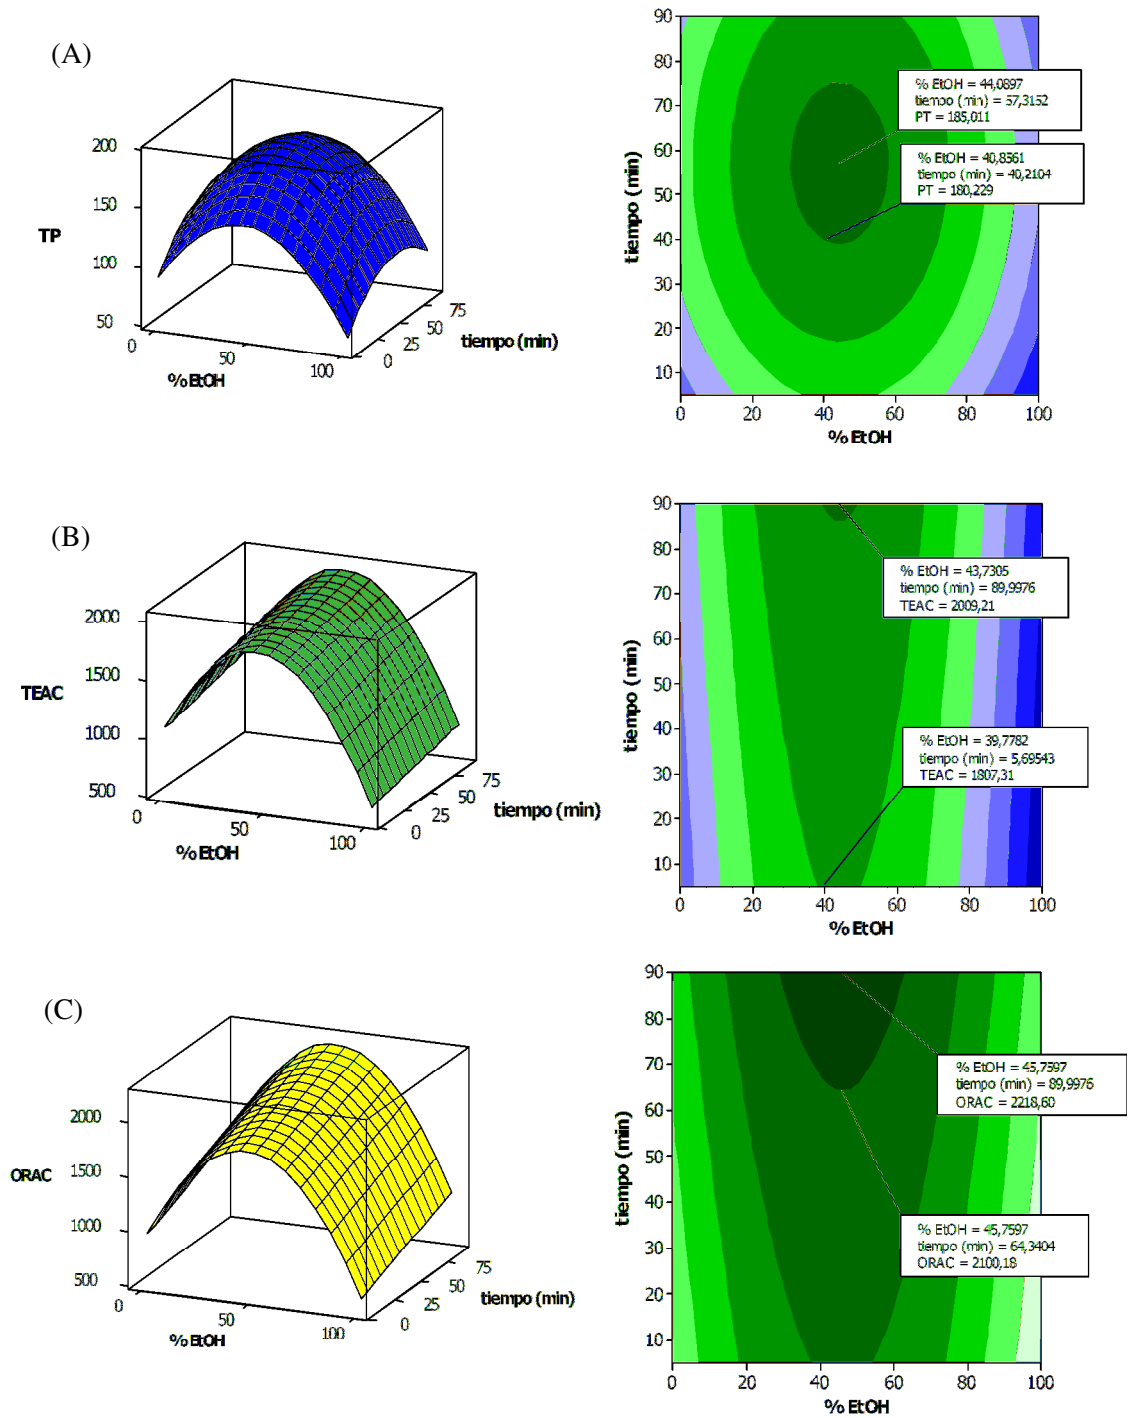 (A)
200
150
TP
100
50
0
50
100
% EtOH
0
25
50
75
tiempo (min)
90
80
70
60
50
40
30
20
10
tiempo (min)
0
20
40
60
80
100
% EtOH
% EtOH = 44,0897
tiempo (min) = 57,3152
PT = 185,011
% EtOH = 40,8561
tiempo (min) = 40,2104
PT = 180,229
(B)
2000
1500
TEAC
1000
500
0
50
100
% EtOH
0
25
50
75
tiempo (min)
90
80
70
60
50
40
30
20
10
tiempo (min)
0
20
40
60
80
100
% EtOH
% EtOH = 43,7305
tiempo (min) = 89,9976
TEAC = 2009,21
% EtOH = 39,7782
tiempo (min) = 5,69543
TEAC = 1807,31
(C)
2000
1500
ORAC
1000
500
0
50
100
% EtOH
0
25
50
75
tiempo (min)
90
80
70
60
50
40
30
20
10
tiempo (min)
0
20
40
60
80
100
% EtOH
% EtOH = 45,7597
tiempo (min) = 89,9976
ORAC = 2218,60
% EtOH = 45,7597
tiempo (min) = 64,3404
ORAC = 2100,18